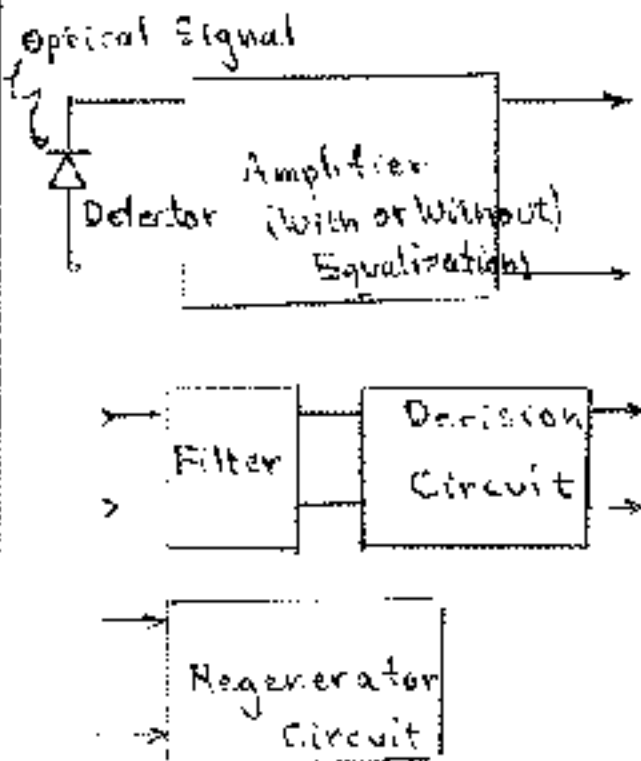 Optical Signal
Detector
Amplifier
(With or Without)
Equalization
Filter
Decision
Circuit
Regenerator
Circuit